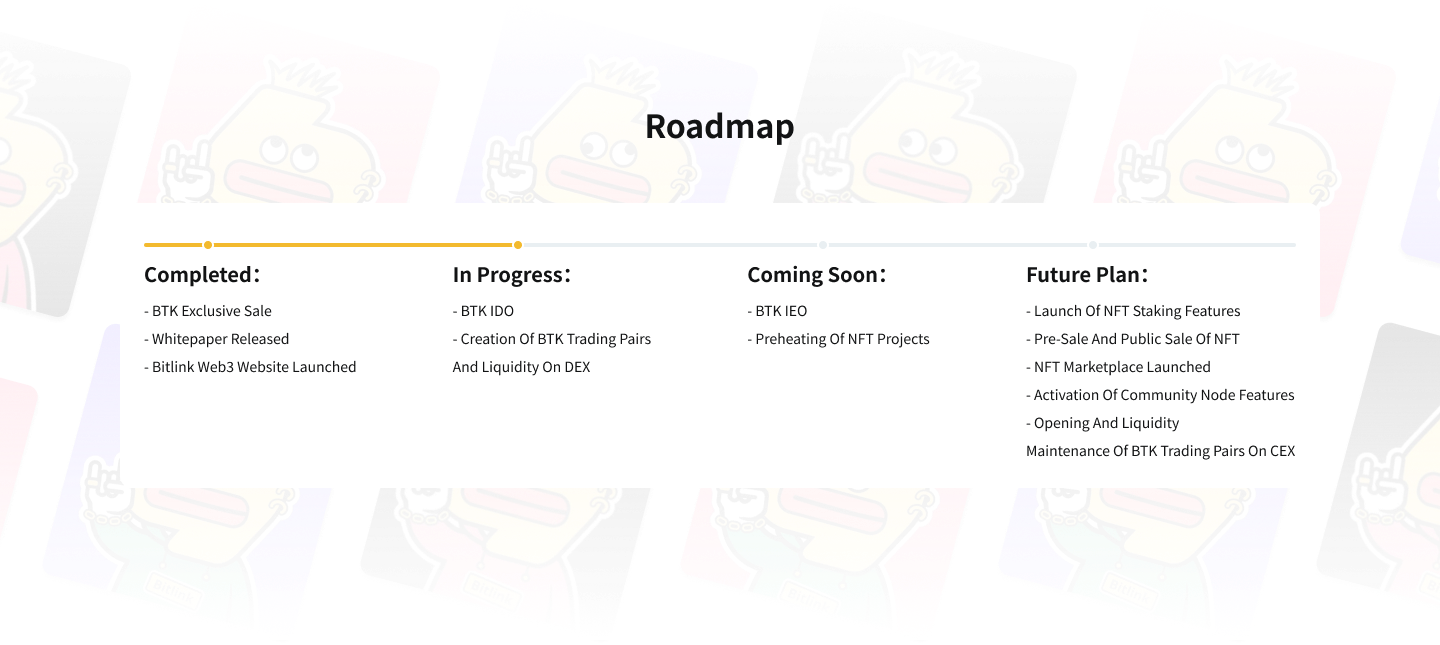 Roadmap
Completed：
- BTK Exclusive Sale
- Whitepaper Released
- Bitlink Web3 Website Launched
In Progress：
- BTK IDO
- Creation Of BTK Trading Pairs
And Liquidity On DEX
Coming Soon：
- BTK IEO
- Preheating Of NFT Projects
Future Plan：
- Launch Of NFT Staking Features
- Pre-Sale And Public Sale Of NFT
- NFT Marketplace Launched
- Activation Of Community Node Features
- Opening And Liquidity
Maintenance Of BTK Trading Pairs On CEX